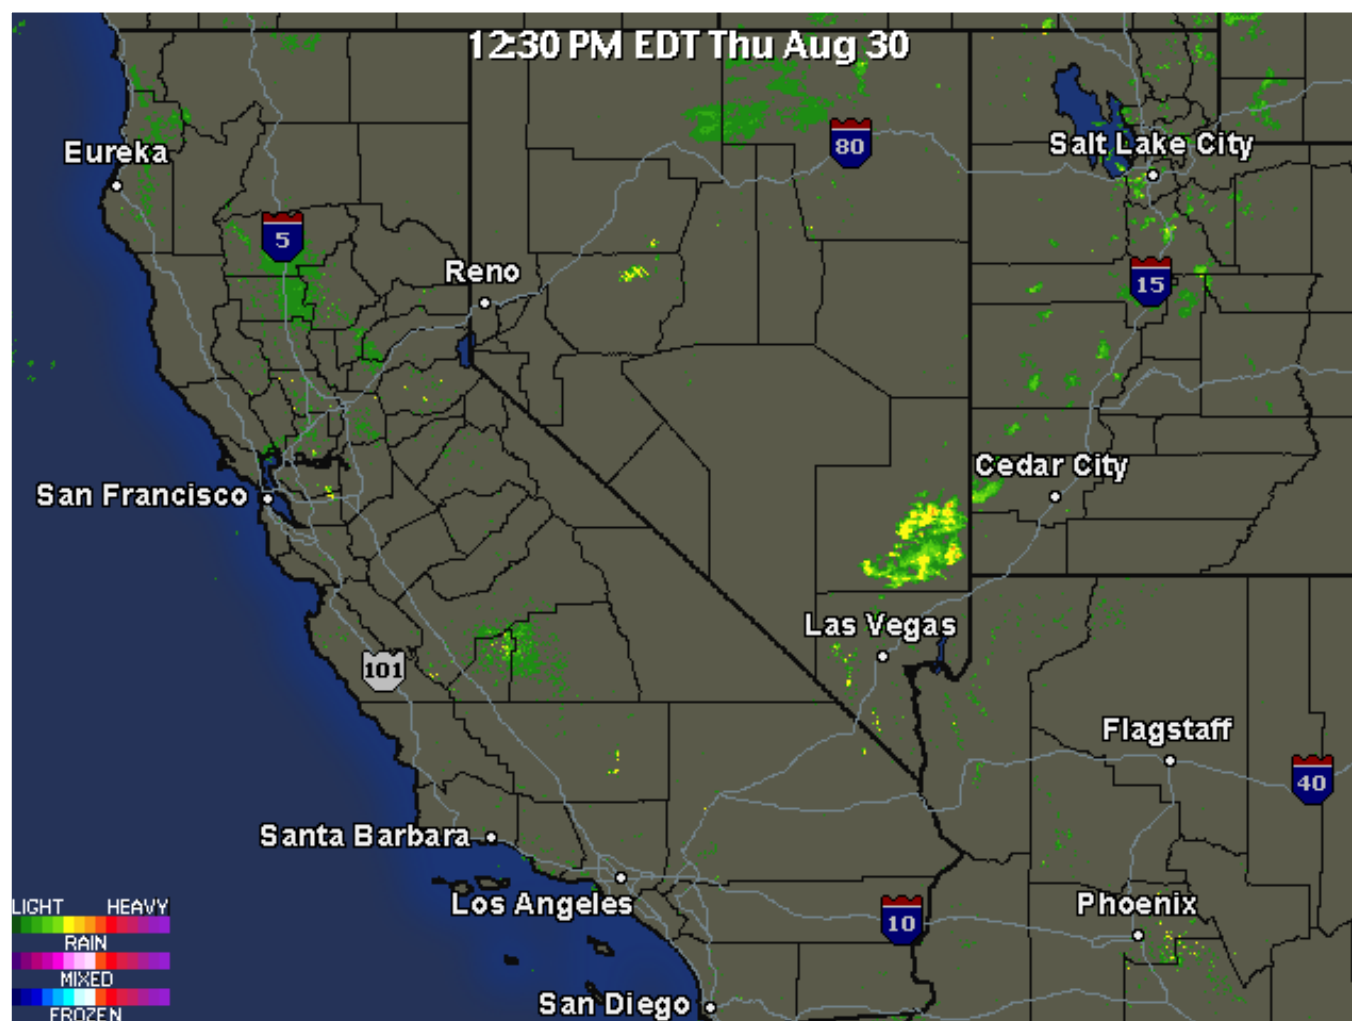 12:30 PM EDT Thu Aug 30
80
Salt Lake City
Eureka
5
Reno
15
Cedar City
San Francisco
Las Vegas
101
Flagstaff
40
Santa Barbara
Los Angeles
10
Phoenix
San Diego
LIGHT HEAVY
RAIN
MIXED
FROZEN